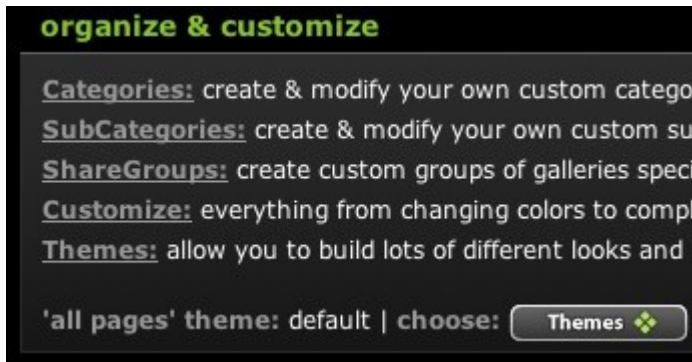 organize & customize
Categories: create & modify your own custom catego
SubCategories: create & modify your own custom su
ShareGroups: create custom groups of galleries speci
Customize: everything from changing colors to compl
Themes: allow you to build lots of different looks and
'all pages' theme: default | choose: Themes